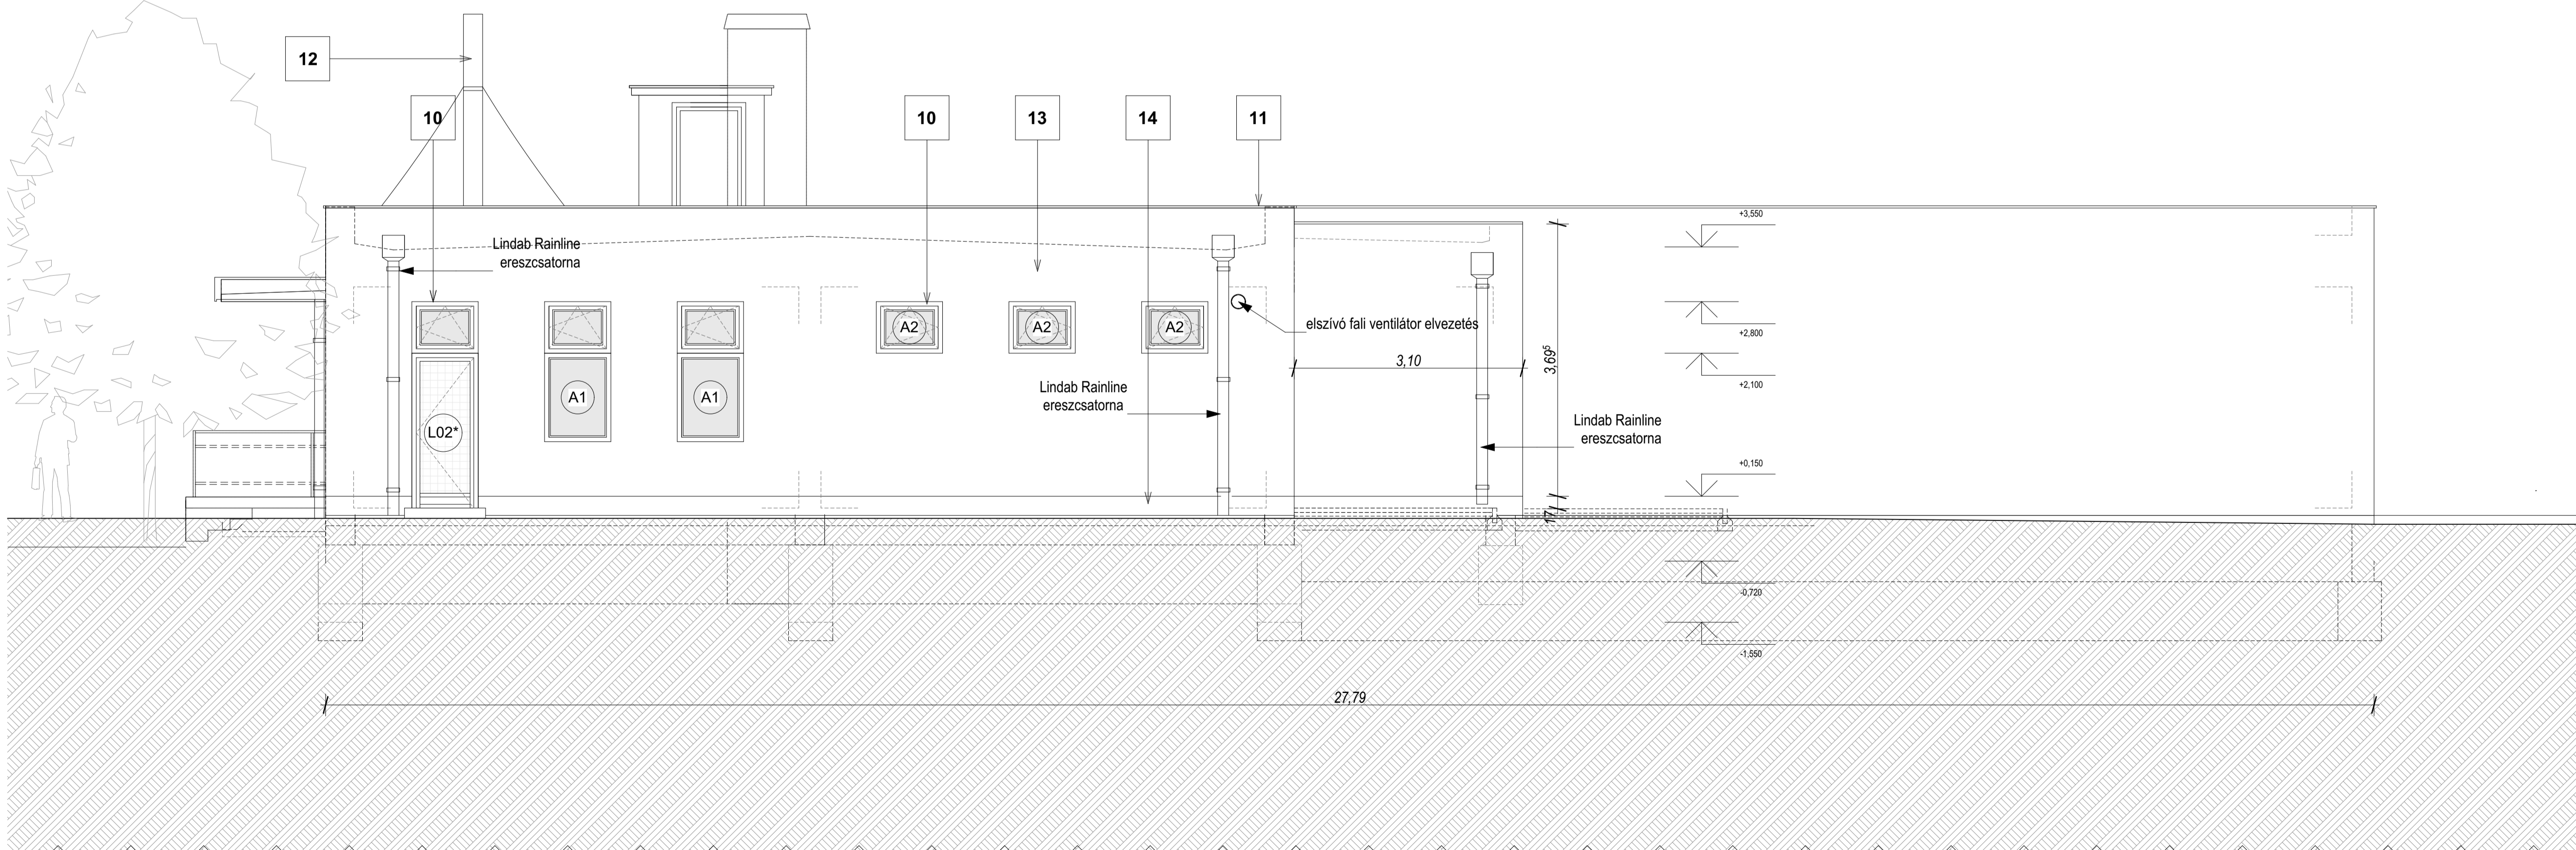 12
10
10
13
14
11
+3,550
Lindab Rainline
ereszcsatorna
A2
A2
A2
elszívó fali ventilátor elvezetés
+2,800
3,10
3,69⁵
+2,100
A1
A1
Lindab Rainline
ereszcsatorna
L02*
Lindab Rainline
ereszcsatorna
+0,150
17
-0,720
-1,550
27,79